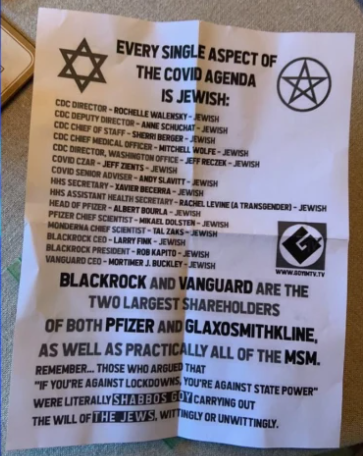 EVERY SINGLE ASPECT OF
THE COVID AGENDA
IS JEWISH:
CDC DIRECTOR - ROCHELLE WALENSKY - JEWISH
CDC DEPUTY DIRECTOR - ANNE SCHUCHAT - JEWISH
CDC CHIEF OF STAFF - SHERRI BERGER - JEWISH
CDC CHIEF MEDICAL OFFICER - MITCHELL WOLFE - JEWISH
CDC DIRECTOR, WASHINGTON OFFICE - JEFF RECZEK - JEWISH
COVID CZAR - JEFF ZIENTS - JEWISH
COVID SENIOR ADVISER - ANDY SLAVITT - JEWISH
HHS SECRETARY - XAVIER BECERRA - JEWISH
HHS ASSISTANT HEALTH SECRETARY - RACHEL LEVINE (A TRANSGENDER) - JEWISH
HEAD OF PFIZER - ALBERT BOURLA - JEWISH
PFIZER CHIEF SCIENTIST - MIKAEL DOLSTEN - JEWISH
MONDERNA CHIEF SCIENTIST - TAL ZAKS - JEWISH
BLACKROCK CEO - LARRY FINK - JEWISH
BLACKROCK PRESIDENT - ROB KAPITO - JEWISH
VANGUARD CEO - MORTIMER J. BUCKLEY - JEWISH
WWW.GOYIMTV.TV
BLACKROCK AND VANGUARD ARE THE
TWO LARGEST SHAREHOLDERS
OF BOTH PFIZER AND GLAXOSMITHKLINE,
AS WELL AS PRACTICALLY ALL OF THE MSM.
REMEMBER... THOSE WHO ARGUED THAT
"IF YOU'RE AGAINST LOCKDOWNS, YOU'RE AGAINST STATE POWER"
WERE LITERALLY SHABBOS GOY CARRYING OUT
THE WILL OF THE JEWS, WITTINGLY OR UNWITTINGLY.